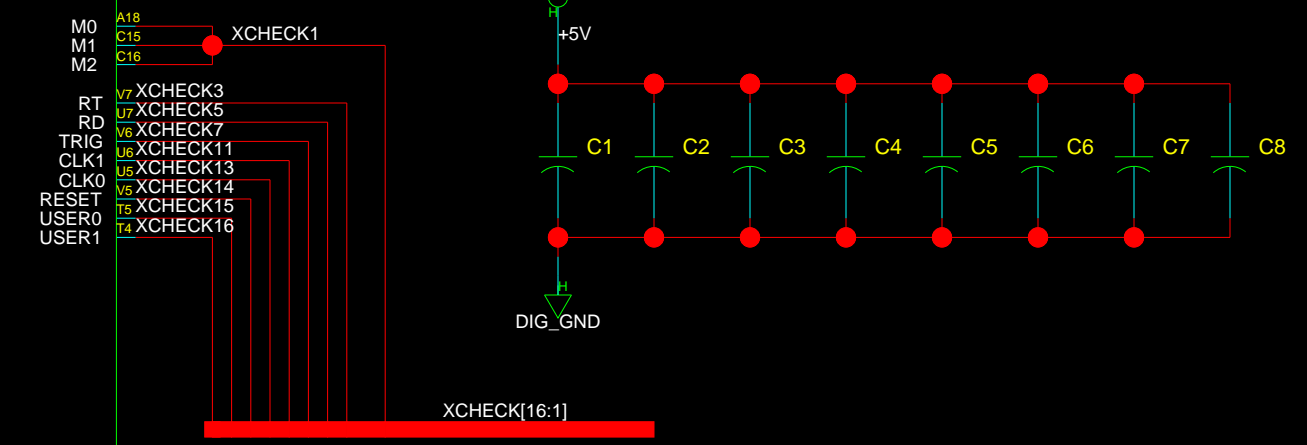 M0 A18
M1 C15 XCHECK1
M2 C16
RT V7 XCHECK3
RD U7 XCHECK5
TRIG V6 XCHECK7
CLK1 U6 XCHECK11
CLK0 U5 XCHECK13
RESET V5 XCHECK14
USER0 T5 XCHECK15
USER1 T4 XCHECK16
H
+5V
C1 C2 C3 C4 C5 C6 C7 C8
H
DIG_GND
XCHECK[16:1]